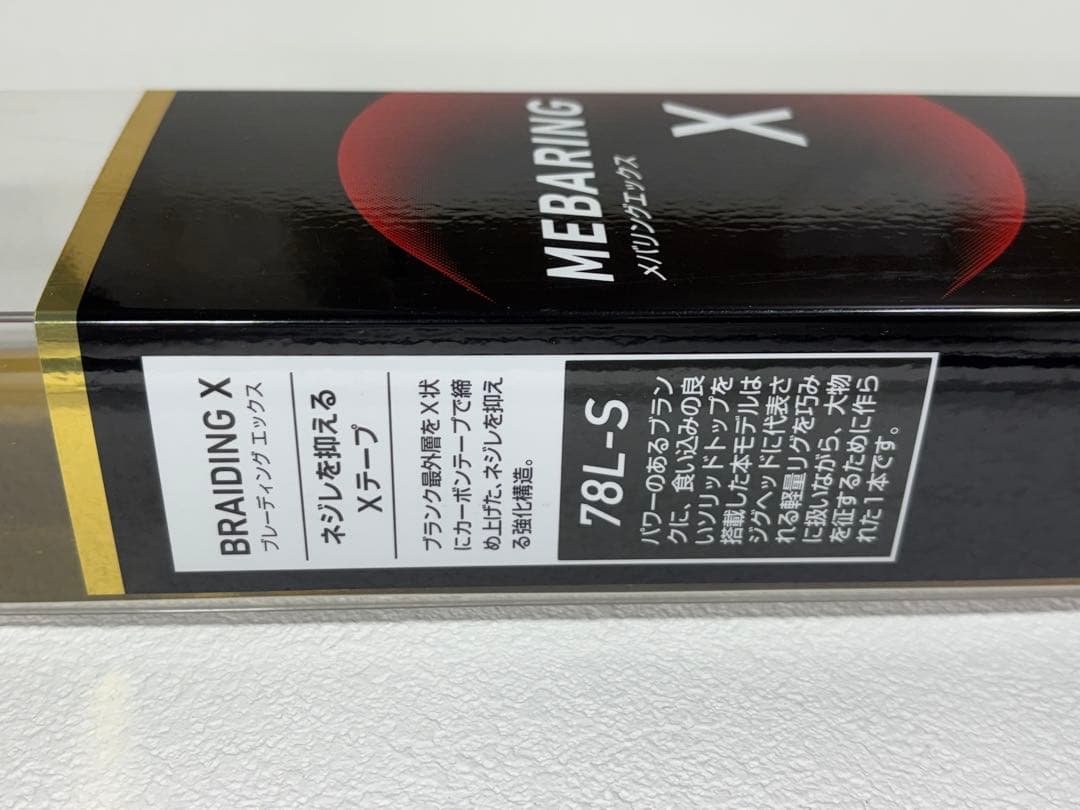 MEBARING
メバリングエックス
X
BRAIDING X
ブレーディング エックス
ネジレを抑える
Xテープ
ブランク最外層をX状
にカーボンテープで締
め上げた、ネジレを抑え
る強化構造。
78L-S
パワーのあるブラン
クに、食い込みの良
いソリッドトップを
搭載した本モデルは
ジグヘッドに代表さ
れる軽量リグを巧み
に扱いながら、大物
を征するために作ら
れた1本です。